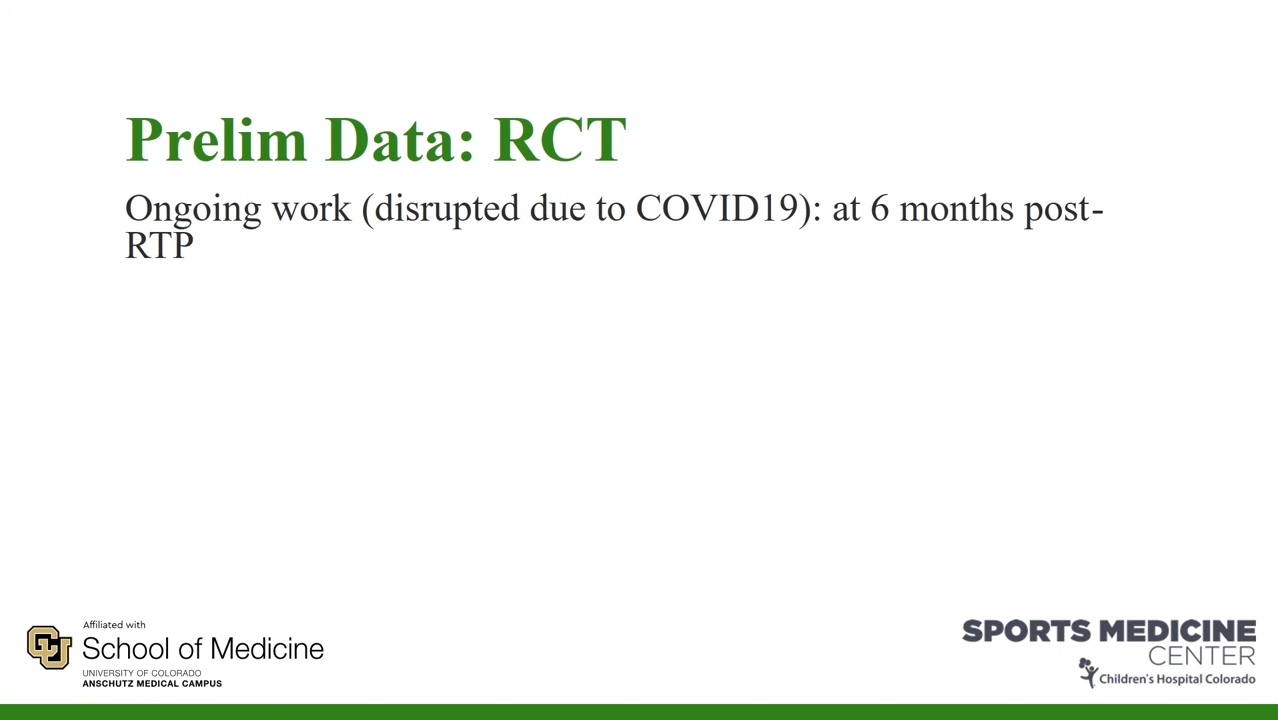 Prelim Data: RCT
Ongoing work (disrupted due to COVID19): at 6 months post-
RTP
Affiliated with
School of Medicine
UNIVERSITY OF COLORADO
ANSCHUTZ MEDICAL CAMPUS
SPORTS MEDICINE
CENTER
Children's Hospital Colorado